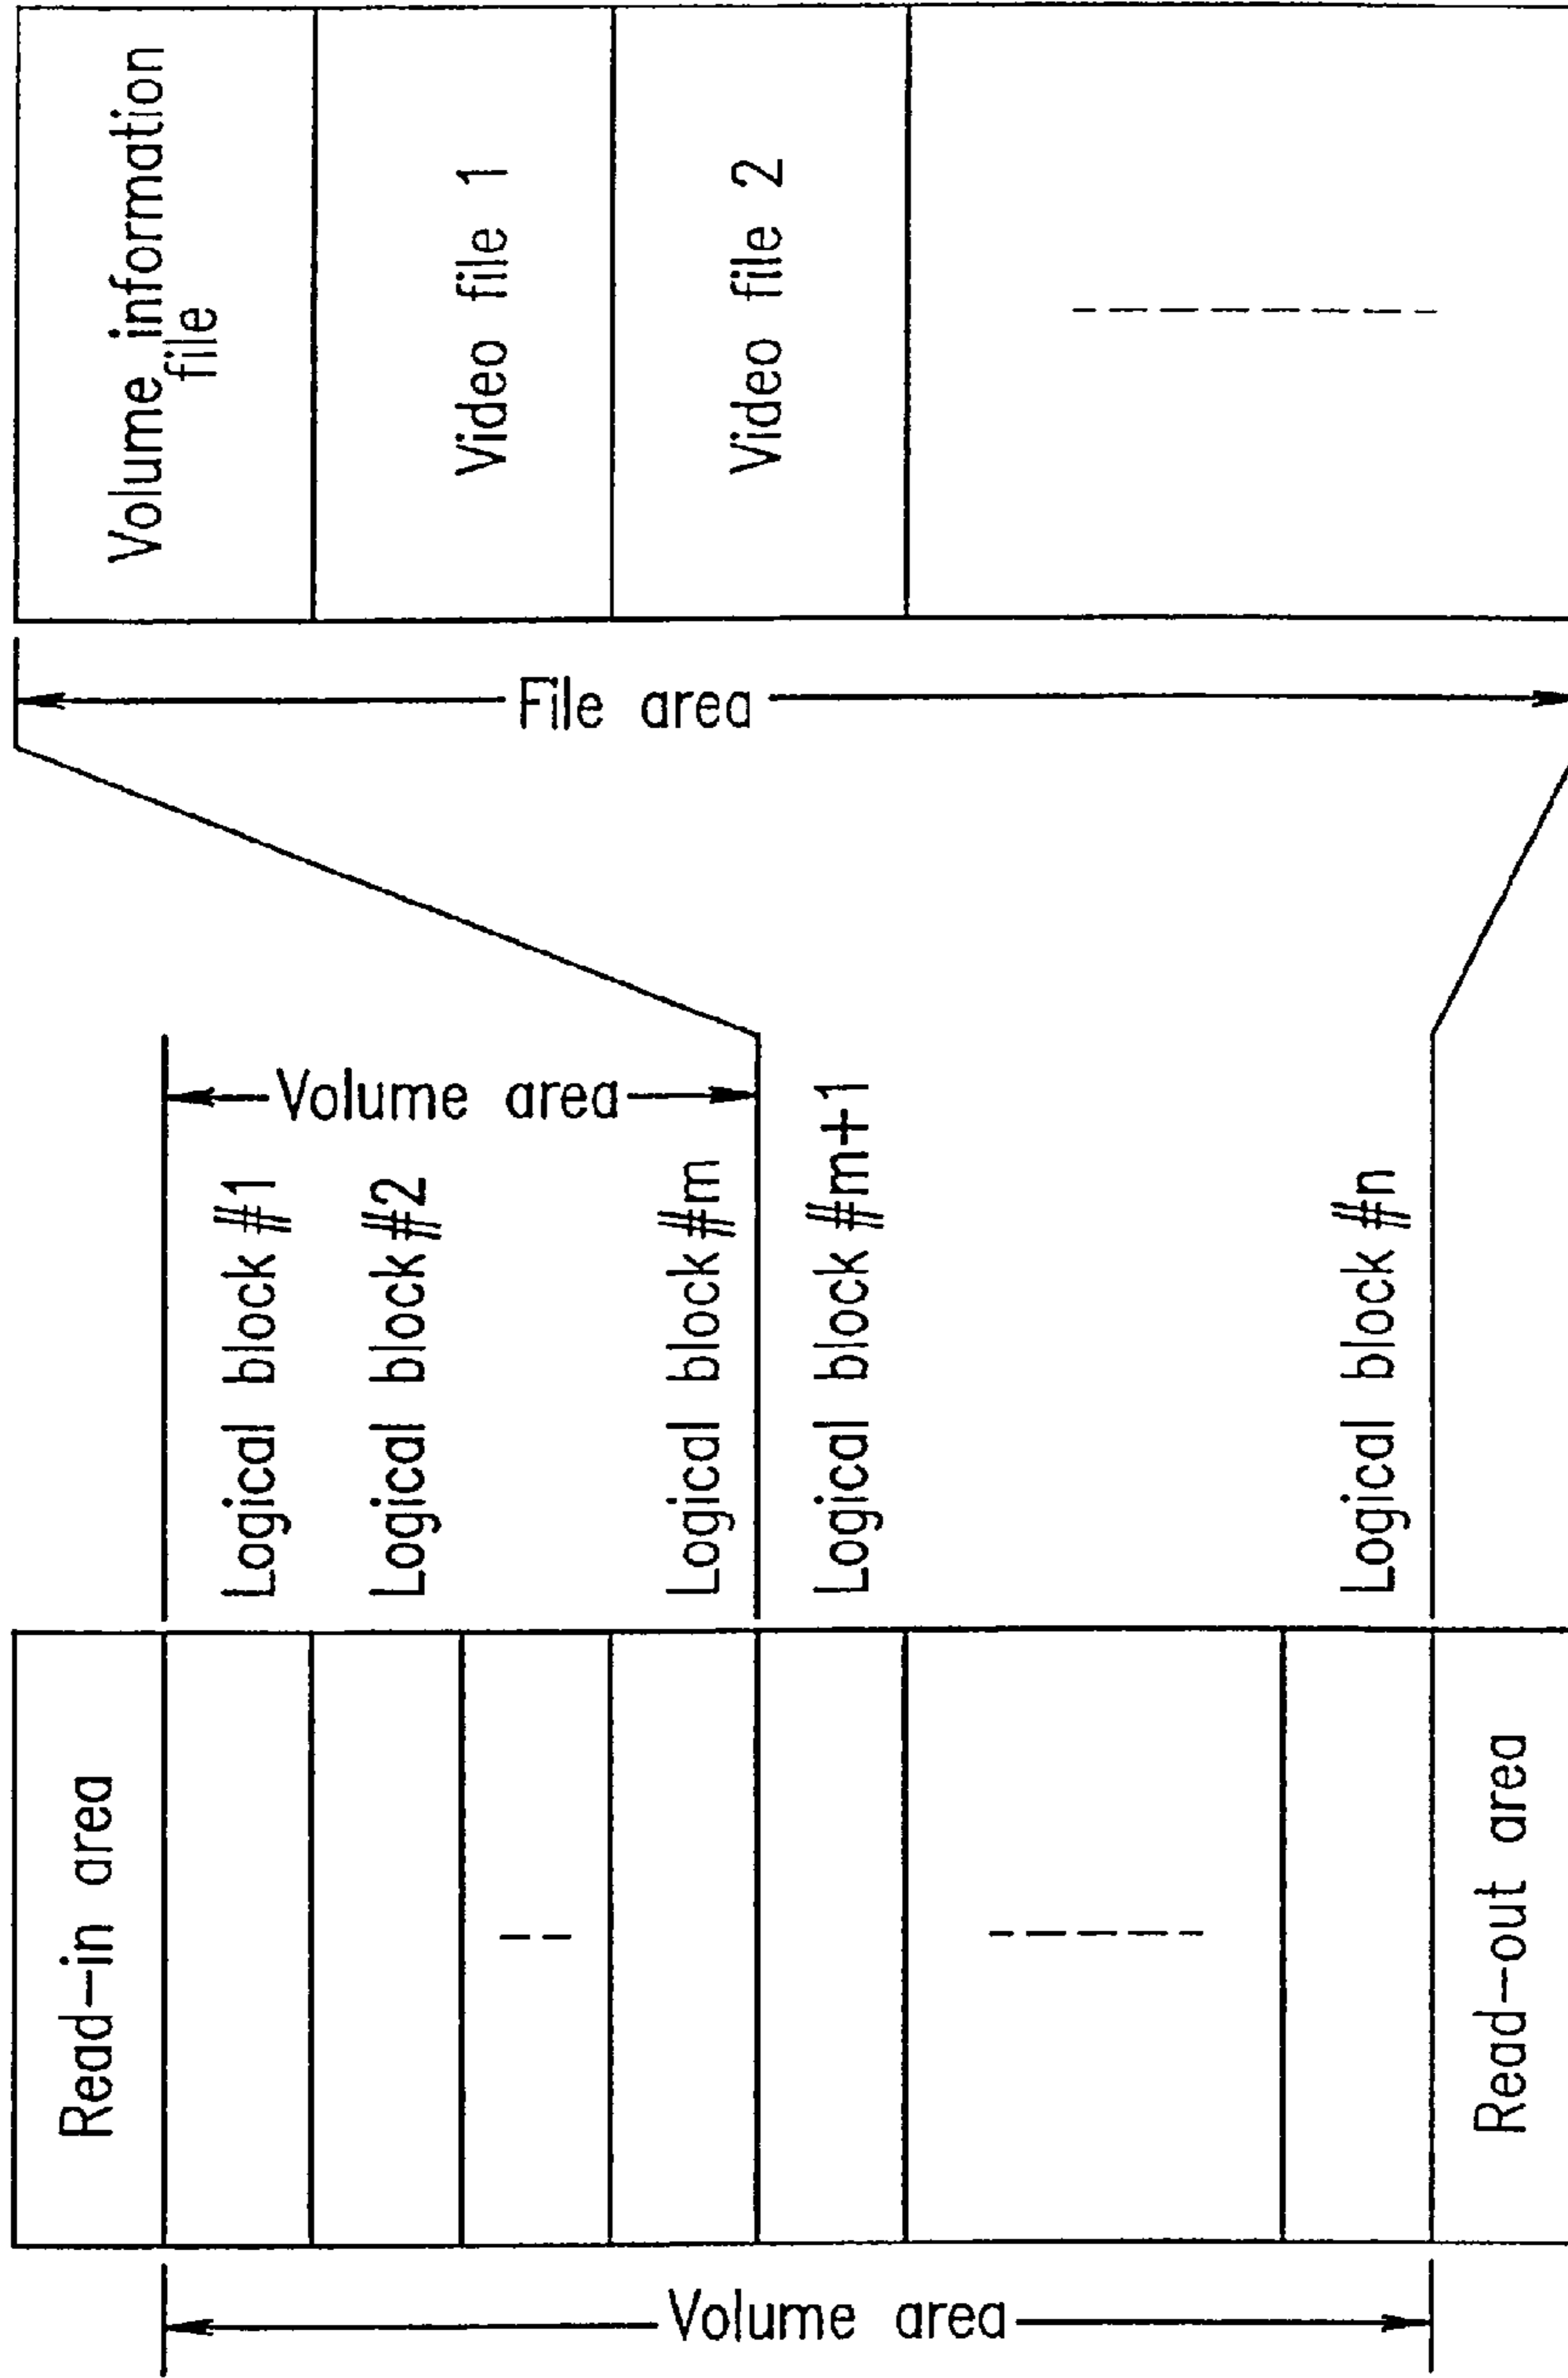 Volume area
Read-in area
Read-out area
Logical block #1
Logical block #2
Logical block #m
Logical block #m+1
Logical block #n
Volume area
File area
Volume information
file
Video file 1
Video file 2